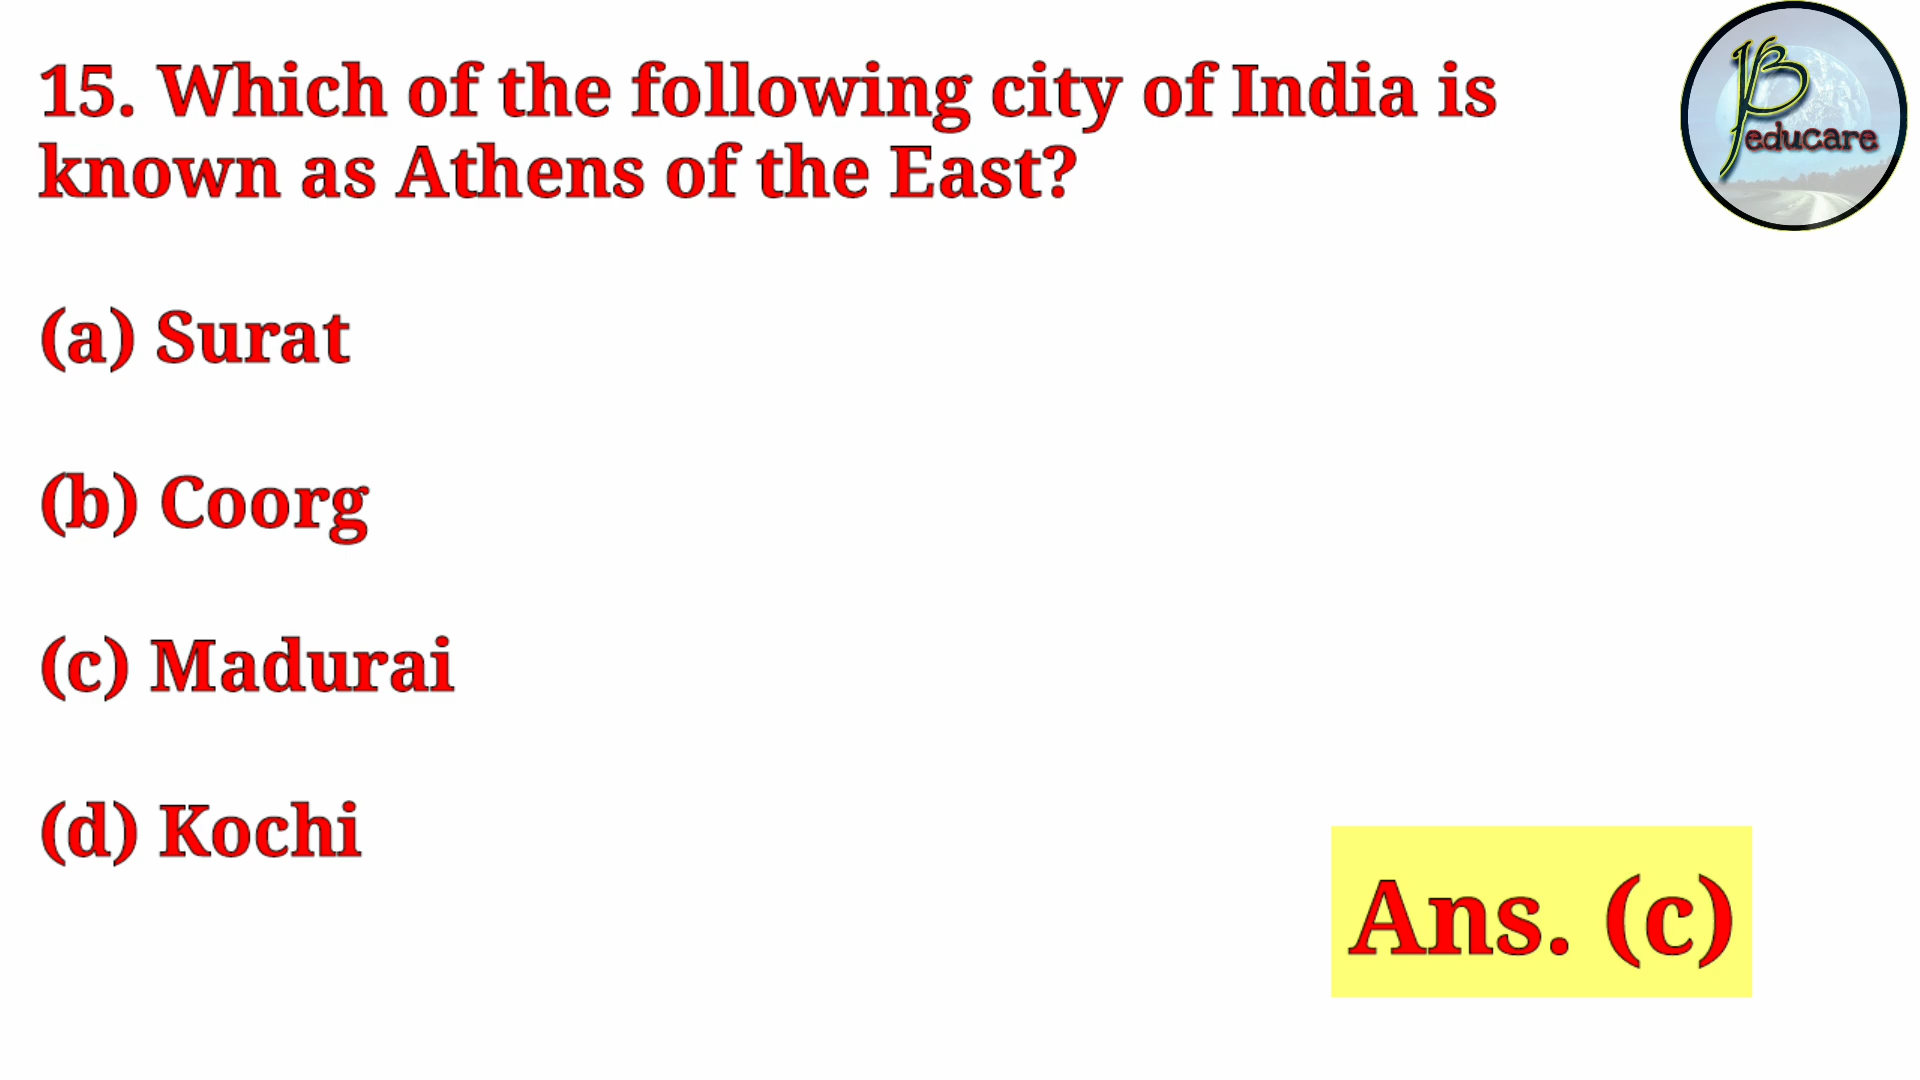 15. Which of the following city of India is
known as Athens of the East?
(a) Surat
(b) Coorg
(c) Madurai
(d) Kochi
Ans. (c)
educare